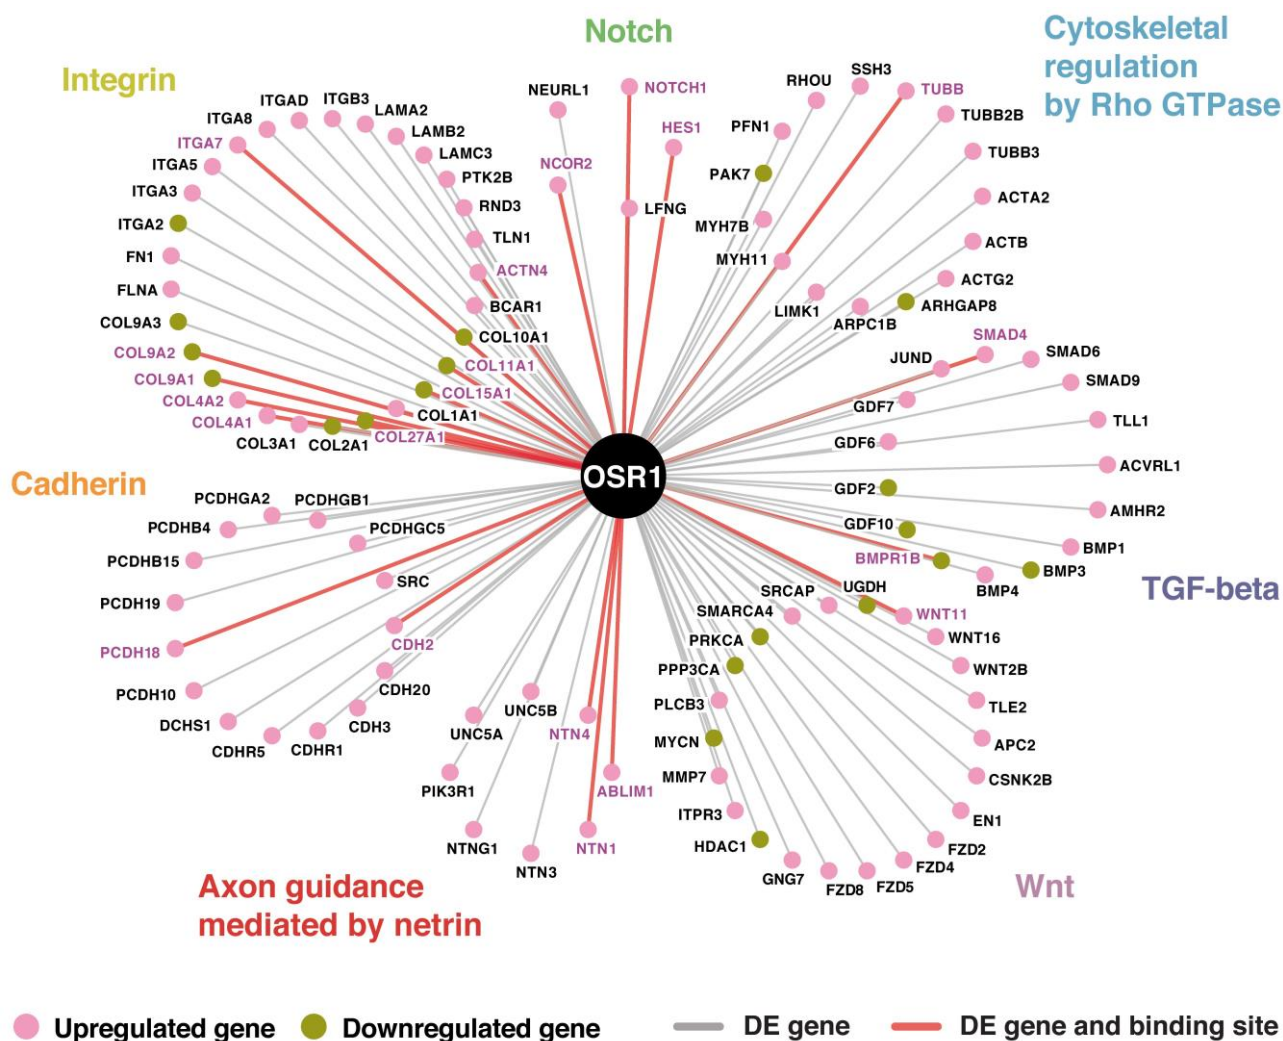 Notch
Cytoskeletal
regulation
by Rho GTPase
Integrin
ITGAD
ITGB3
LAMA2
ITGA8
LAMB2
ITGA7
LAMC3
ITGA5
PTK2B
ITGA3
RND3
ITGA2
TLN1
FN1
ACTN4
FLNA
BCAR1
COL9A3
COL10A1
COL9A2
COL11A1
COL9A1
COL15A1
COL4A2
COL1A1
COL4A1
COL27A1
COL3A1
COL2A1
NEURL1
NOTCH1
HES1
NCOR2
LFNG
RHOU
SSH3
TUBB
PFN1
TUBB2B
PAK7
TUBB3
MYH7B
ACTA2
MYH11
ACTB
ACTG2
LIMK1
ARPC1B
ARHGAP8
SMAD4
JUND
SMAD6
SMAD9
GDF7
TLL1
GDF6
ACVRL1
GDF2
AMHR2
GDF10
BMP1
BMPR1B
BMP3
BMP4
TGF-beta
OSR1
Cadherin
PCDHGA2
PCDHGB1
PCDHB4
PCDHGC5
PCDHB15
SRC
PCDH19
CDH2
PCDH18
CDH20
PCDH10
CDH3
DCHS1
CDHR5
CDHR1
UNC5B
UNC5A
NTN4
PIK3R1
ABLIM1
NTNG1
NTN1
NTN3
Axon guidance
mediated by netrin
SRCAP
UGDH
SMARCA4
WNT11
PRKCA
WNT16
PPP3CA
WNT2B
PLCB3
TLE2
MYCN
APC2
MMP7
CSNK2B
ITPR3
EN1
HDAC1
FZD2
GNG7
FZD4
FZD8
FZD5
Wnt
Upregulated gene
Downregulated gene
DE gene
DE gene and binding site